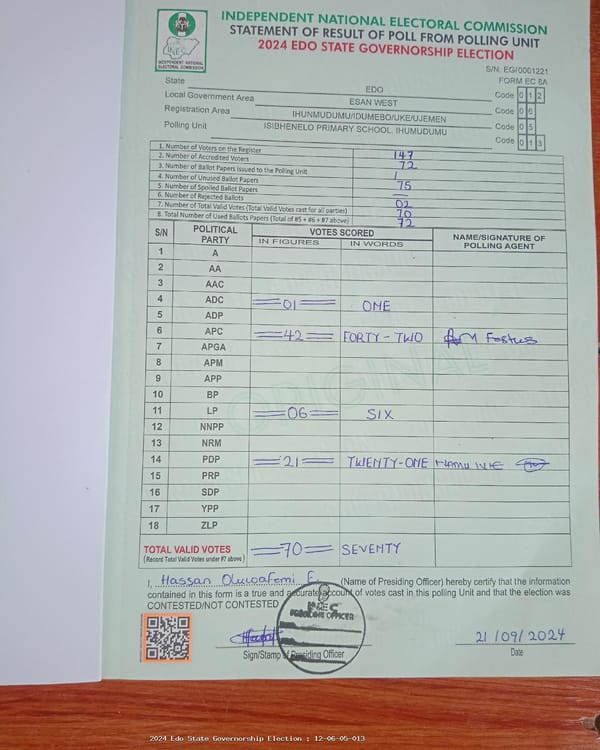 INDEPENDENT NATIONAL ELECTORAL COMMISSION
STATEMENT OF RESULT OF POLL FROM POLLING UNIT
2024 EDO STATE GOVERNORSHIP ELECTION
INEC
INDEPENDENT NATIONAL
ELECTORAL COMMISSION
S/N: EG/0001221
FORM EC 8A
State EDO Code 0 1 2
Local Government Area ESAN WEST Code 0 6
Registration Area IHUNMUDUMU/IDUMEBO/UKE/UJEMEN Code 0 5
Polling Unit ISIBHENELO PRIMARY SCHOOL, IHUMUDUMU Code 0 1 3
1. Number of Voters on the Register 147
2. Number of Accredited Voters 72
3. Number of Ballot Papers Issued to the Polling Unit
4. Number of Unused Ballot Papers 75
5. Number of Spoiled Ballot Papers
6. Number of Rejected Ballots 02
7. Number of Total Valid Votes (Total Valid Votes cast for all parties) 70
8. Total Number of Used Ballots Papers (Total of #5 + #6 + #7 above) 72
S/N POLITICAL PARTY VOTES SCORED NAME/SIGNATURE OF POLLING AGENT
IN FIGURES IN WORDS
1 A
2 AA
3 AAC
4 ADC 01 ONE
5 ADP
6 APC 42 FORTY-TWO Festus
7 APGA
8 APM
9 APP
10 BP
11 LP 06 SIX
12 NNPP
13 NRM
14 PDP 21 TWENTY-ONE
15 PRP
16 SDP
17 YPP
18 ZLP
ORIGINAL
TOTAL VALID VOTES 70 SEVENTY
(Record Total Valid Votes under #7 above)
I, Hassan Oluwafemi E. (Name of Presiding Officer) hereby certify that the information
contained in this form is a true and accurate account of votes cast in this polling Unit and that the election was
CONTESTED/NOT CONTESTED
INEC
PRESIDING OFFICER
21/09/2024
Sign/Stamp of Presiding Officer Date
2024 Edo State Governorship Election : 12-06-05-013